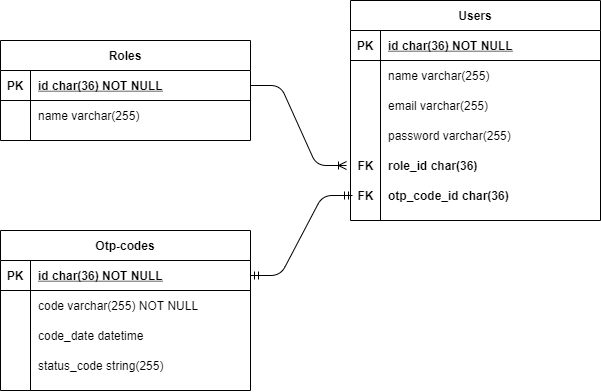 Roles
PK id char(36) NOT NULL
name varchar(255)
Users
PK id char(36) NOT NULL
name varchar(255)
email varchar(255)
password varchar(255)
FK role_id char(36)
FK otp_code_id char(36)
Otp-codes
PK id char(36) NOT NULL
code varchar(255) NOT NULL
code_date datetime
status_code string(255)